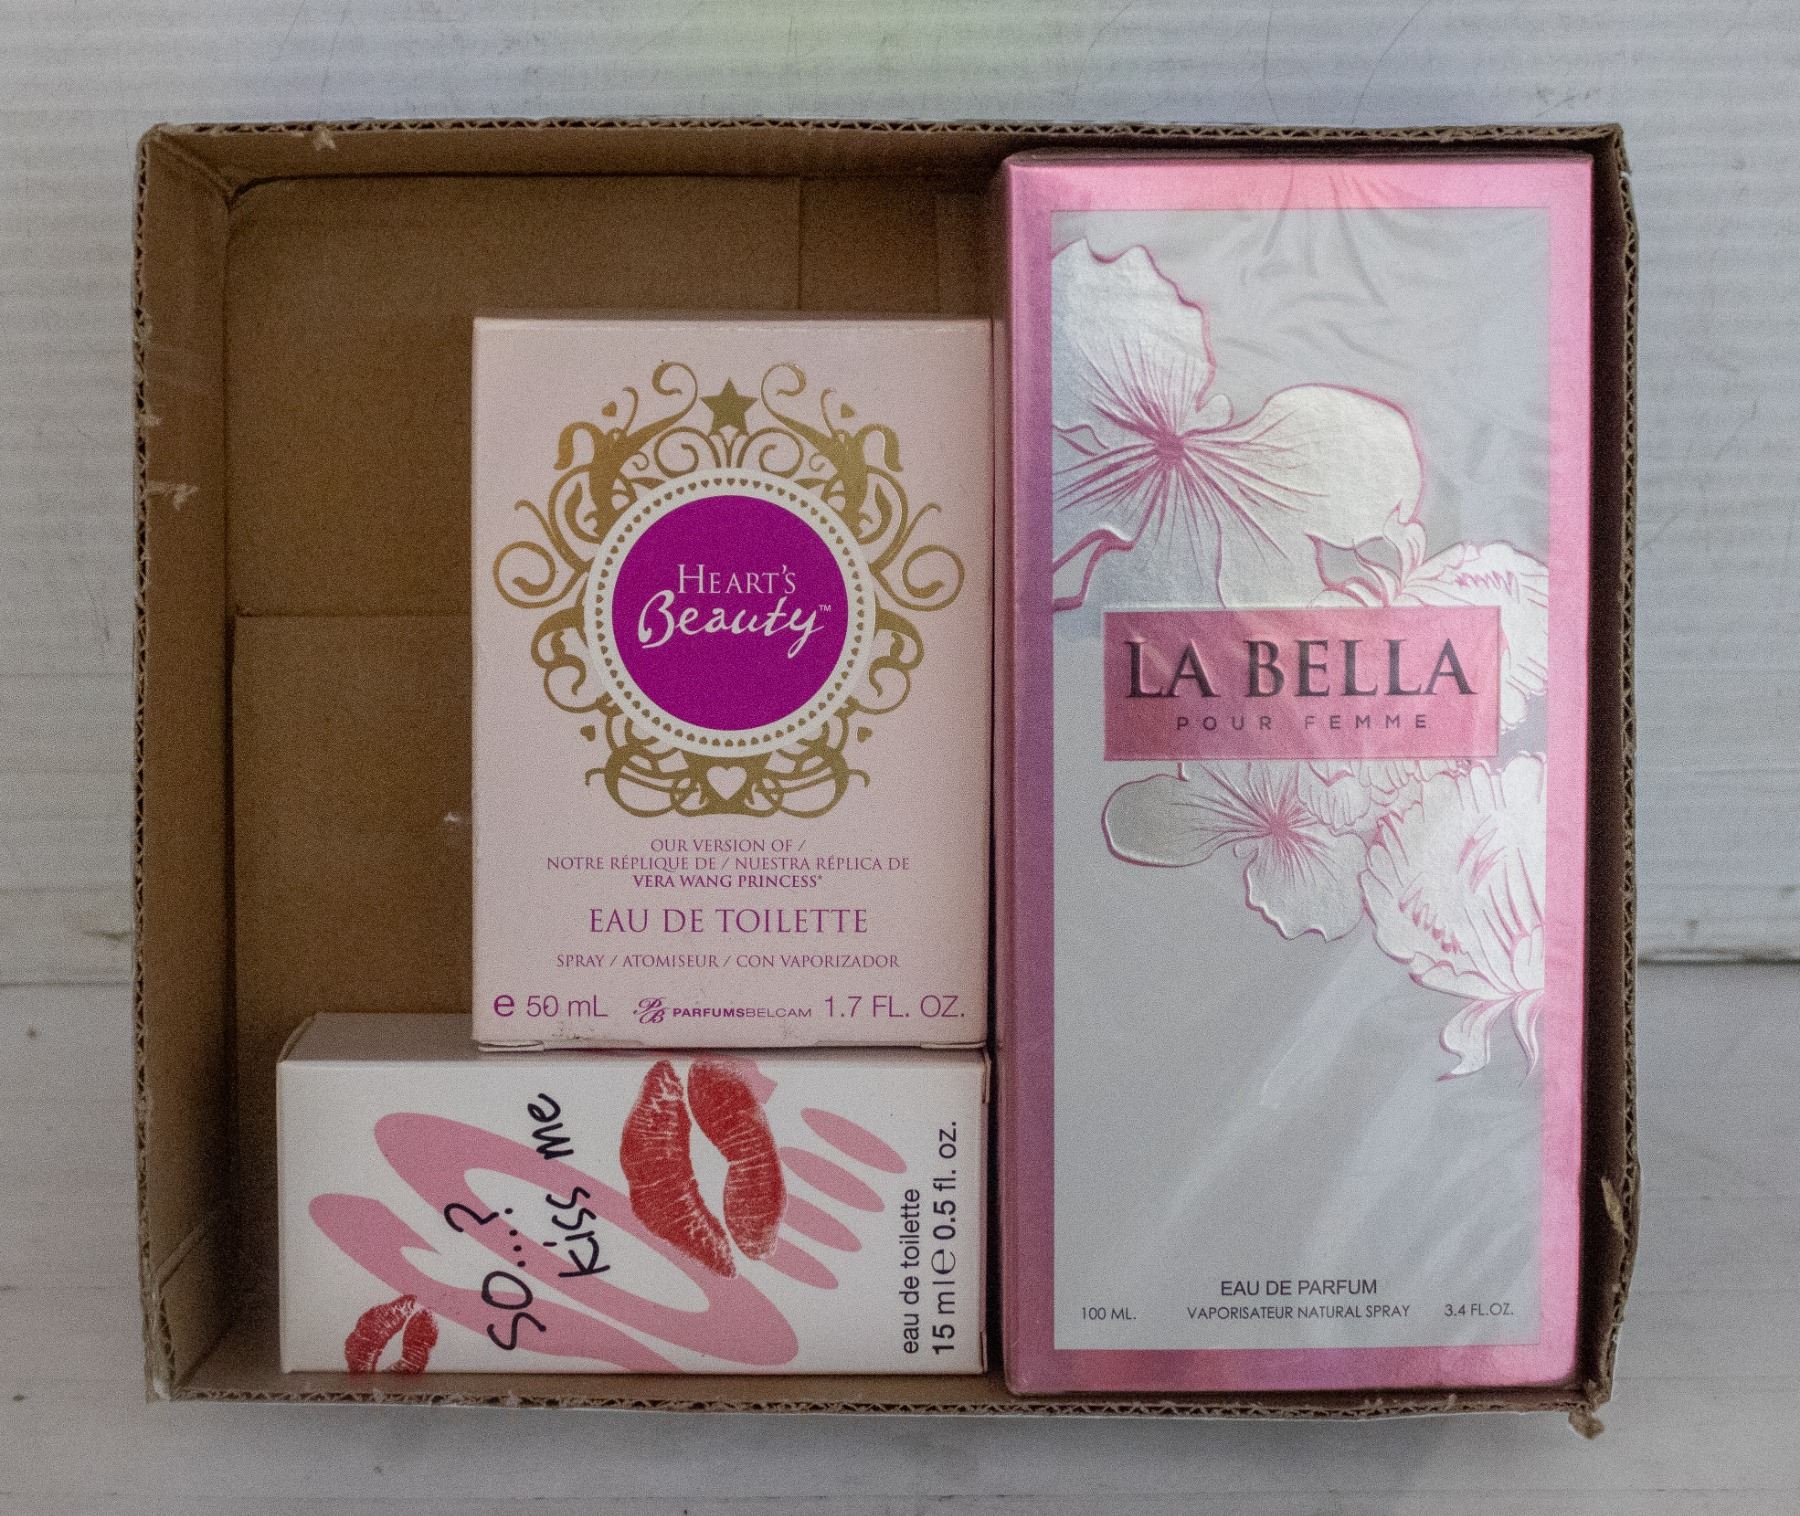 HEART'S
Beauty™
OUR VERSION OF /
NOTRE RÉPLIQUE DE / NUESTRA RÉPLICA DE
VERA WANG PRINCESS*
EAU DE TOILETTE
SPRAY / ATOMISEUR / CON VAPORIZADOR
e 50 mL PB PARFUMSBELCAM 1.7 FL. OZ.
so...?
kiss me
eau de toilette
15 ml e 0.5 fl. oz.
LA BELLA
POUR FEMME
EAU DE PARFUM
100 ML. VAPORISATEUR NATURAL SPRAY 3.4 FL.OZ.